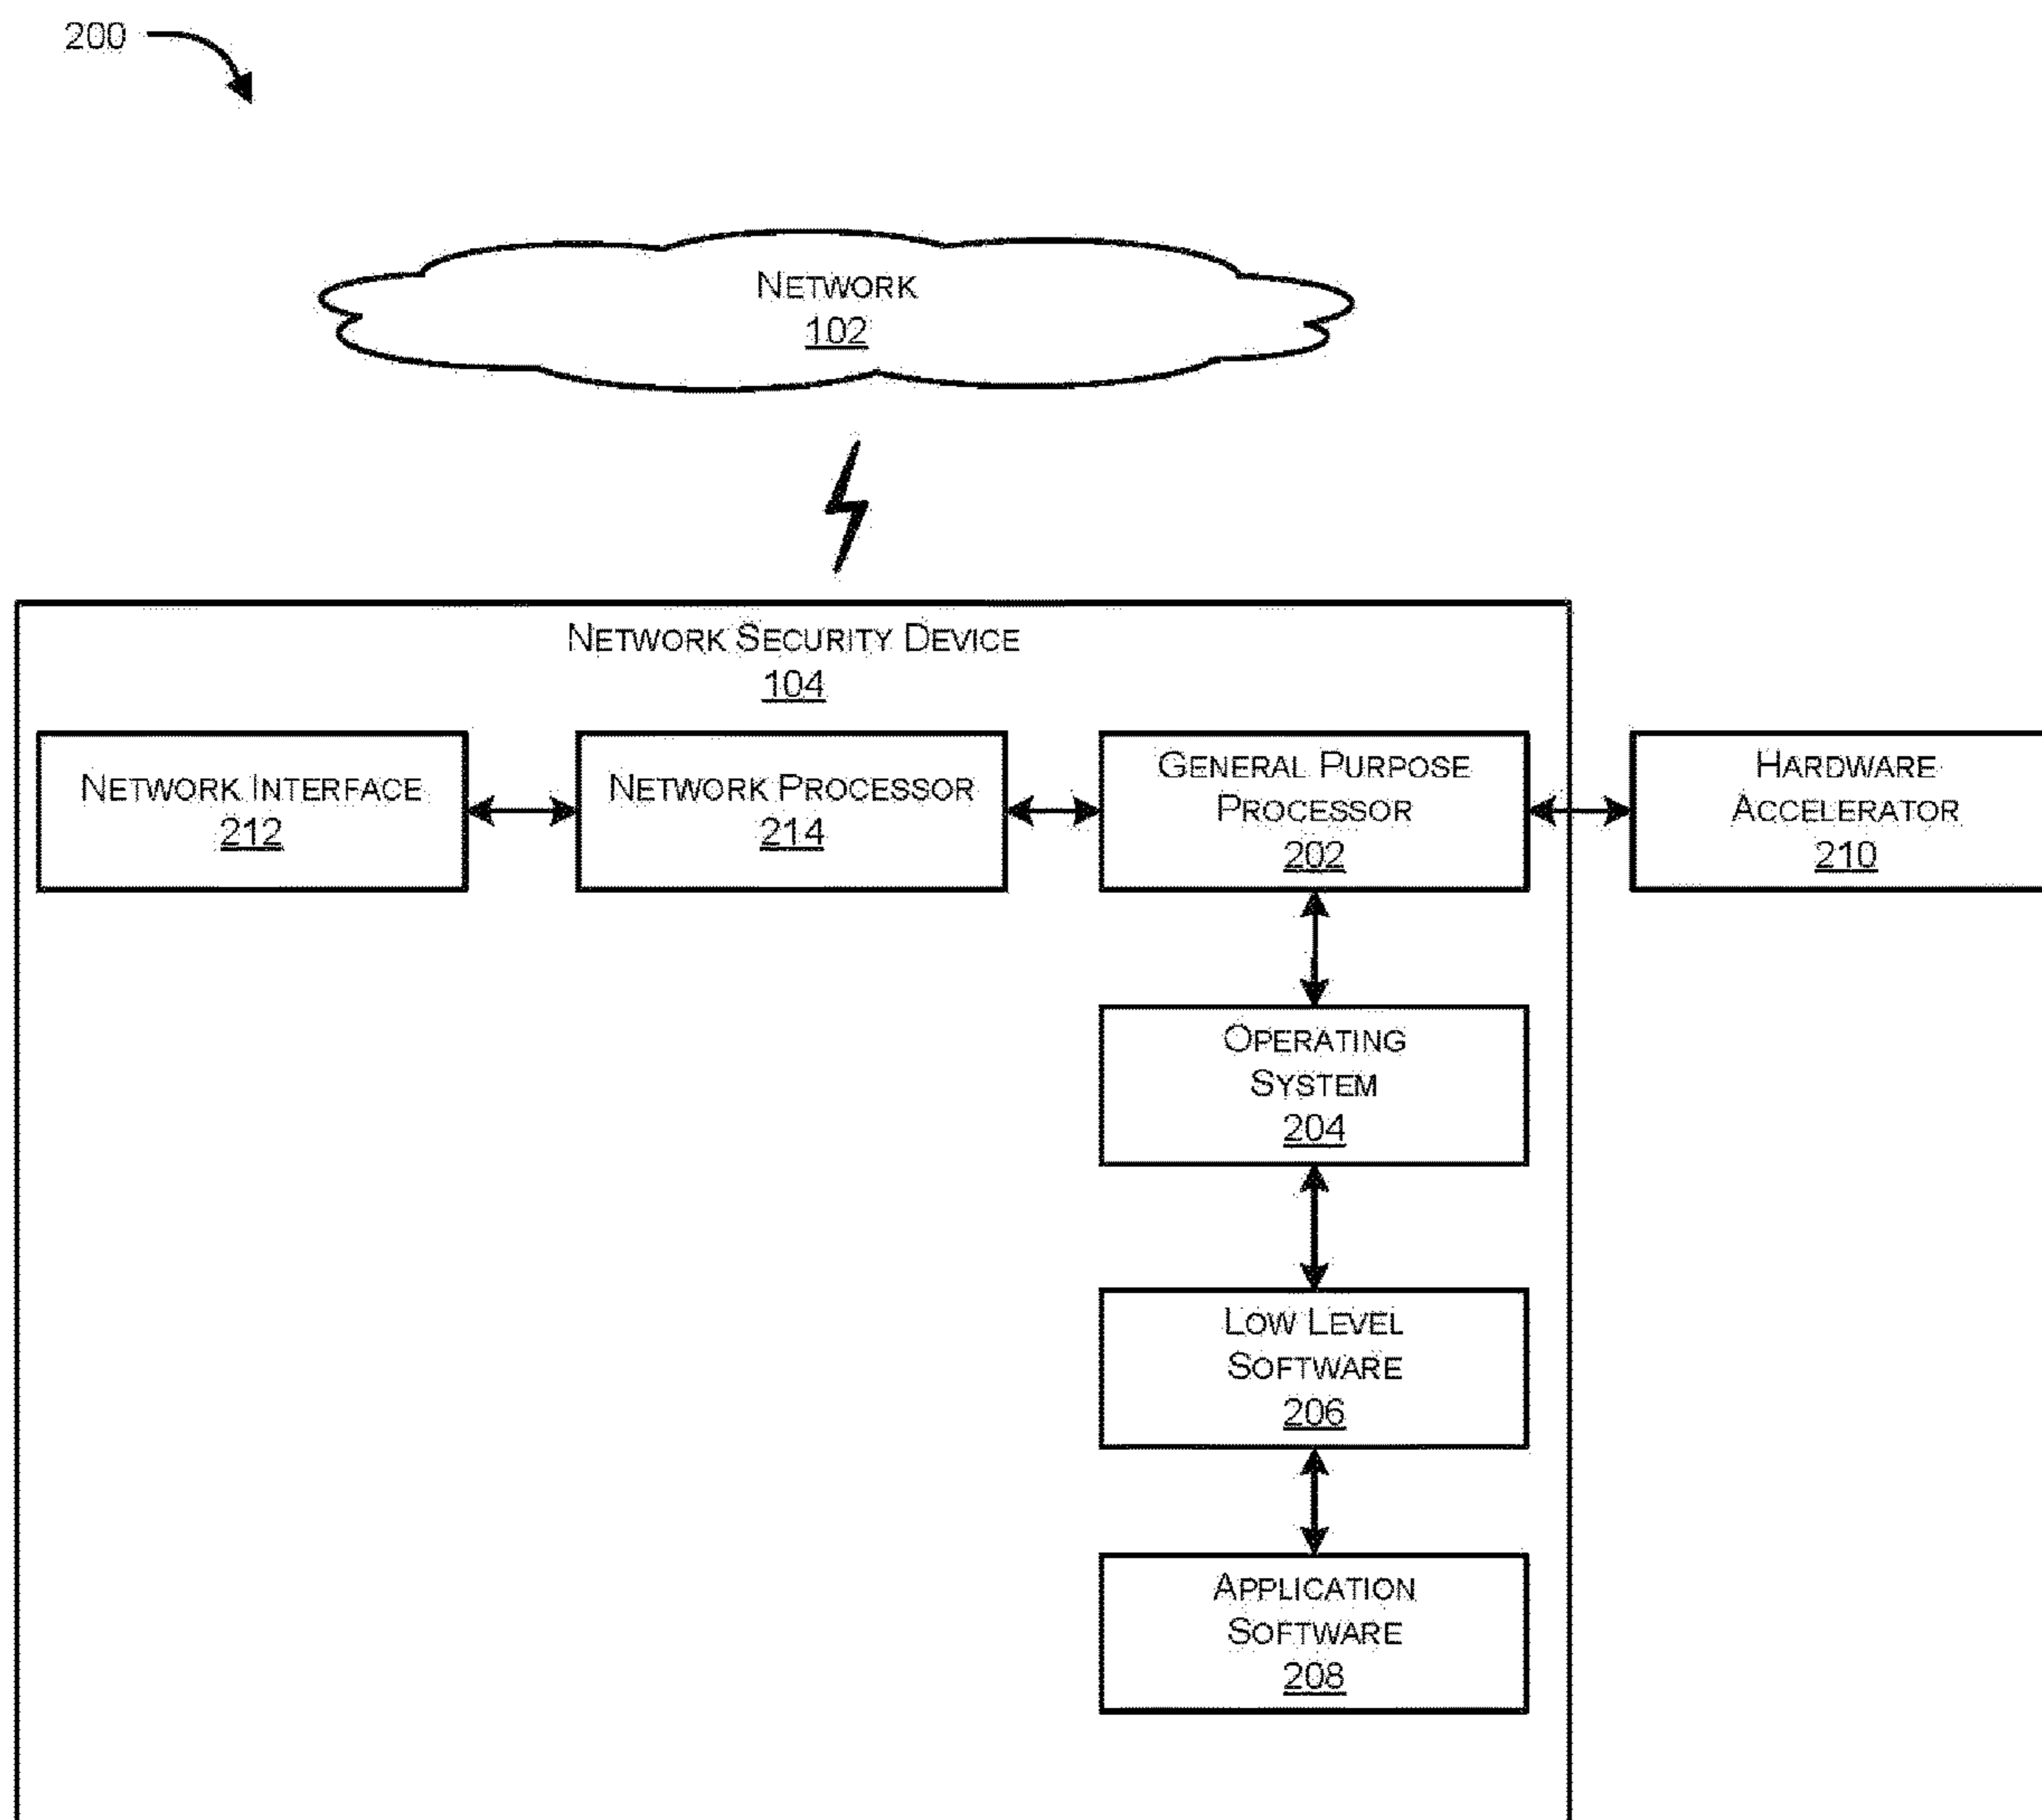 200
NETWORK
102
NETWORK SECURITY DEVICE
104
NETWORK INTERFACE
212
NETWORK PROCESSOR
214
GENERAL PURPOSE
PROCESSOR
202
HARDWARE
ACCELERATOR
210
OPERATING
SYSTEM
204
LOW LEVEL
SOFTWARE
206
APPLICATION
SOFTWARE
208